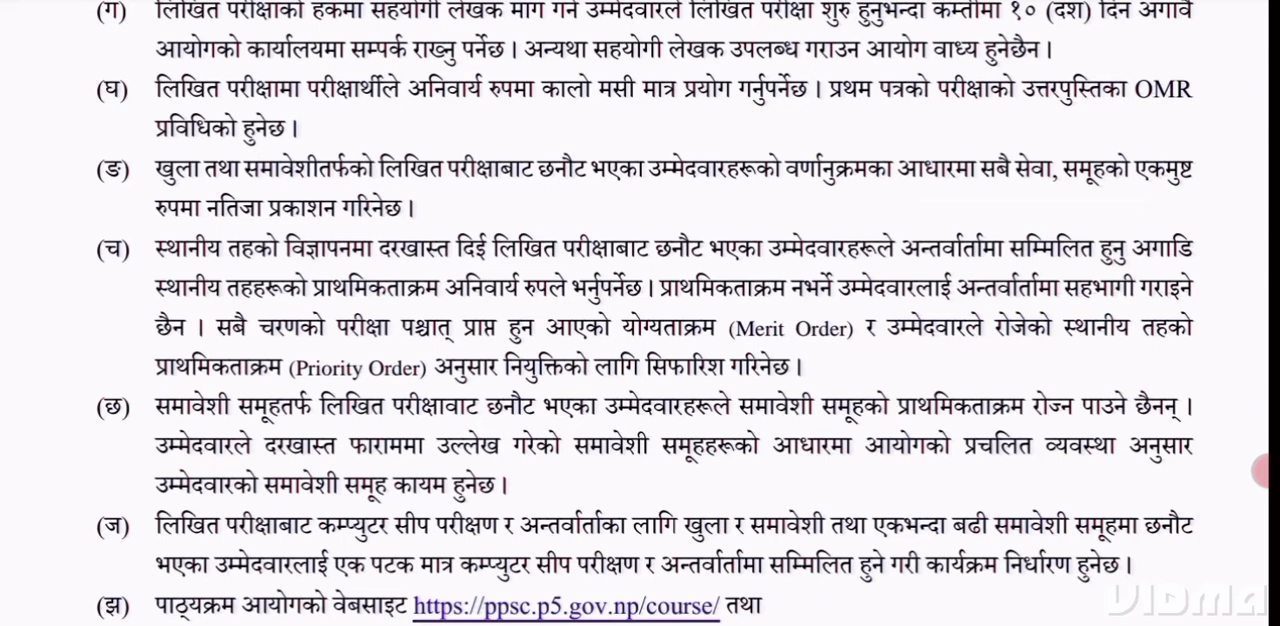 (ग) लिखित परीक्षाको हकमा सहयोगी लेखक माग गर्ने उम्मेदवारले लिखित परीक्षा शुरु हुनुभन्दा कम्तीमा १० (दश) दिन अगावै
आयोगको कार्यालयमा सम्पर्क राख्नु पर्नेछ । अन्यथा सहयोगी लेखक उपलब्ध गराउन आयोग वाध्य हुनेछैन ।
(घ) लिखित परीक्षामा परीक्षार्थीले अनिवार्य रुपमा कालो मसी मात्र प्रयोग गर्नुपर्नेछ । प्रथम पत्रको परीक्षाको उत्तरपुस्तिका OMR
प्रविधिको हुनेछ ।
(ङ) खुला तथा समावेशीतर्फको लिखित परीक्षाबाट छनौट भएका उम्मेदवारहरूको वर्णानुक्रमका आधारमा सबै सेवा, समूहको एकमुष्ट
रुपमा नतिजा प्रकाशन गरिनेछ ।
(च) स्थानीय तहको विज्ञापनमा दरखास्त दिई लिखित परीक्षाबाट छनौट भएका उम्मेदवारहरूले अन्तर्वार्तामा सम्मिलित हुनु अगाडि
स्थानीय तहहरूको प्राथमिकताक्रम अनिवार्य रुपले भर्नुपर्नेछ । प्राथमिकताक्रम नभर्ने उम्मेदवारलाई अन्तर्वार्तामा सहभागी गराइने
छैन । सबै चरणको परीक्षा पश्चात् प्राप्त हुन आएको योग्यताक्रम (Merit Order) र उम्मेदवारले रोजेको स्थानीय तहको
प्राथमिकताक्रम (Priority Order) अनुसार नियुक्तिको लागि सिफारिश गरिनेछ ।
(छ) समावेशी समूहतर्फ लिखित परीक्षावाट छनौट भएका उम्मेदवारहरूले समावेशी समूहको प्राथमिकताक्रम रोज्न पाउने छैनन् ।
उम्मेदवारले दरखास्त फाराममा उल्लेख गरेको समावेशी समूहहरूको आधारमा आयोगको प्रचलित व्यवस्था अनुसार
उम्मेदवारको समावेशी समूह कायम हुनेछ ।
(ज) लिखित परीक्षाबाट कम्प्युटर सीप परीक्षण र अन्तर्वार्ताका लागि खुला र समावेशी तथा एकभन्दा बढी समावेशी समूहमा छनौट
भएका उम्मेदवारलाई एक पटक मात्र कम्प्युटर सीप परीक्षण र अन्तर्वार्तामा सम्मिलित हुने गरी कार्यक्रम निर्धारण हुनेछ ।
(झ) पाठ्यक्रम आयोगको वेबसाइट https://ppsc.p5.gov.np/course/ तथा
VIDMA